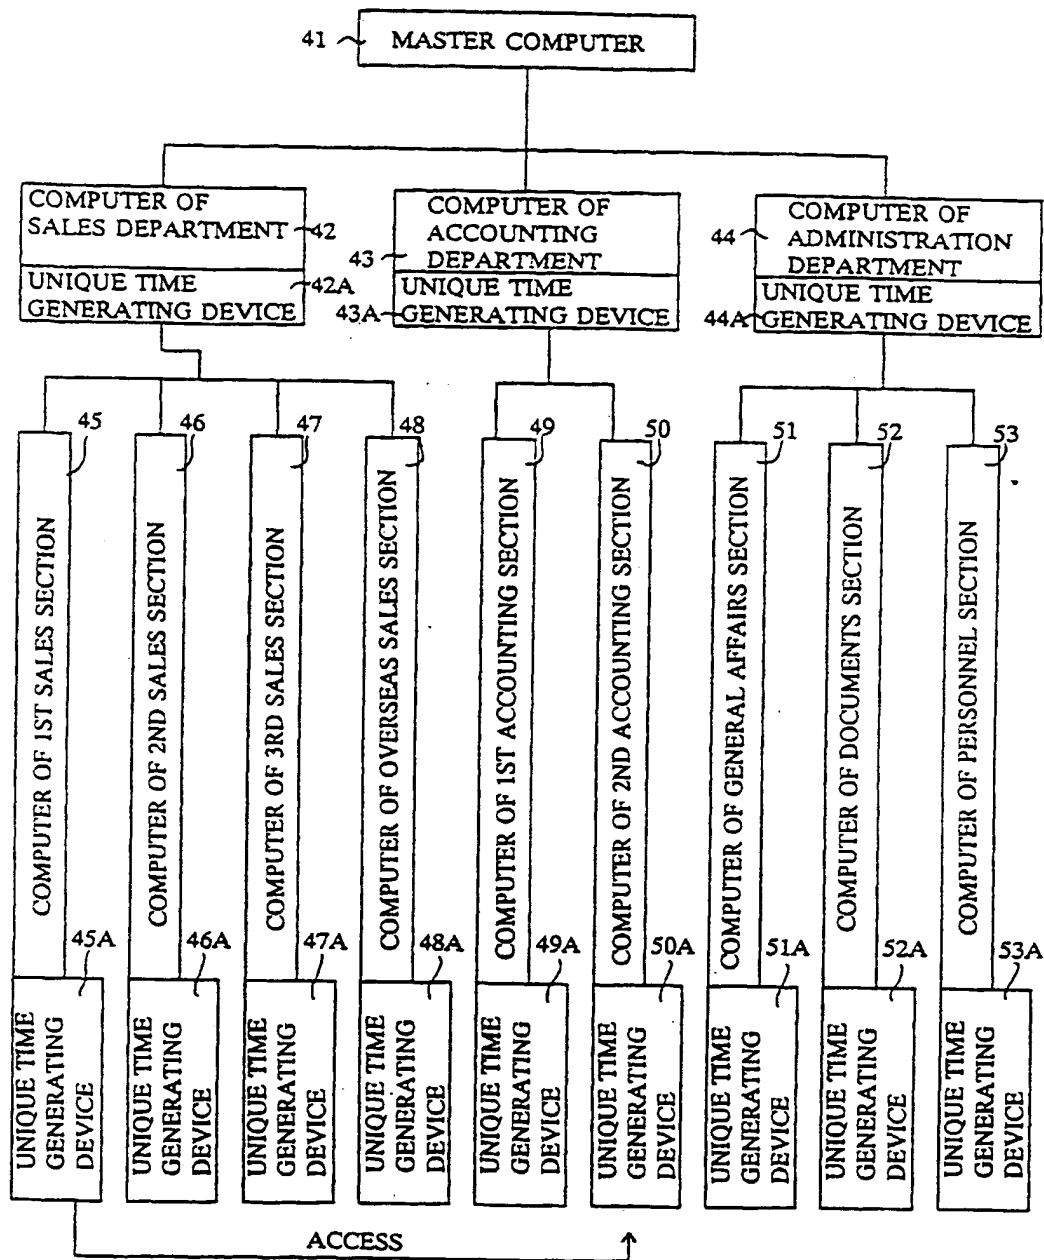 41 MASTER COMPUTER
COMPUTER OF
SALES DEPARTMENT 42
UNIQUE TIME 42A
GENERATING DEVICE
COMPUTER OF
ACCOUNTING
43 DEPARTMENT
UNIQUE TIME
43A GENERATING DEVICE
COMPUTER OF
44 ADMINISTRATION
DEPARTMENT
UNIQUE TIME
44A GENERATING DEVICE
45 46 47 48 49 50 51 52 53
COMPUTER OF 1ST SALES SECTION
COMPUTER OF 2ND SALES SECTION
COMPUTER OF 3RD SALES SECTION
COMPUTER OF OVERSEAS SALES SECTION
COMPUTER OF 1ST ACCOUNTING SECTION
COMPUTER OF 2ND ACCOUNTING SECTION
COMPUTER OF GENERAL AFFAIRS SECTION
COMPUTER OF DOCUMENTS SECTION
COMPUTER OF PERSONNEL SECTION
45A 46A 47A 48A 49A 50A 51A 52A 53A
UNIQUE TIME
GENERATING
DEVICE
UNIQUE TIME
GENERATING
DEVICE
UNIQUE TIME
GENERATING
DEVICE
UNIQUE TIME
GENERATING
DEVICE
UNIQUE TIME
GENERATING
DEVICE
UNIQUE TIME
GENERATING
DEVICE
UNIQUE TIME
GENERATING
DEVICE
UNIQUE TIME
GENERATING
DEVICE
UNIQUE TIME
GENERATING
DEVICE
ACCESS